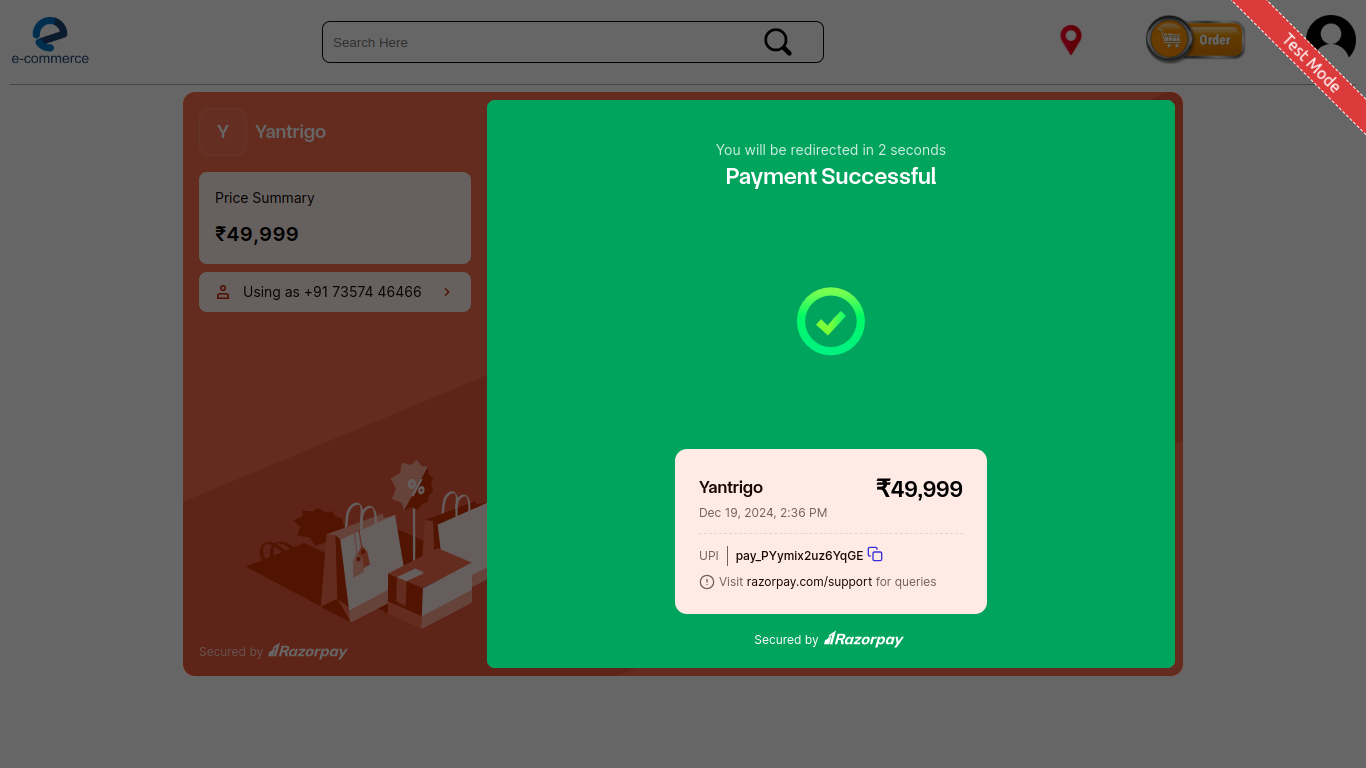 e-commerce
Search Here
Order
Test Mode
Y Yantrigo
Price Summary
₹49,999
Using as +91 73574 46466
%
Secured by Razorpay
You will be redirected in 2 seconds
Payment Successful
Yantrigo ₹49,999
Dec 19, 2024, 2:36 PM
UPI pay_PYymix2uz6YqGE
Visit razorpay.com/support for queries
Secured by Razorpay